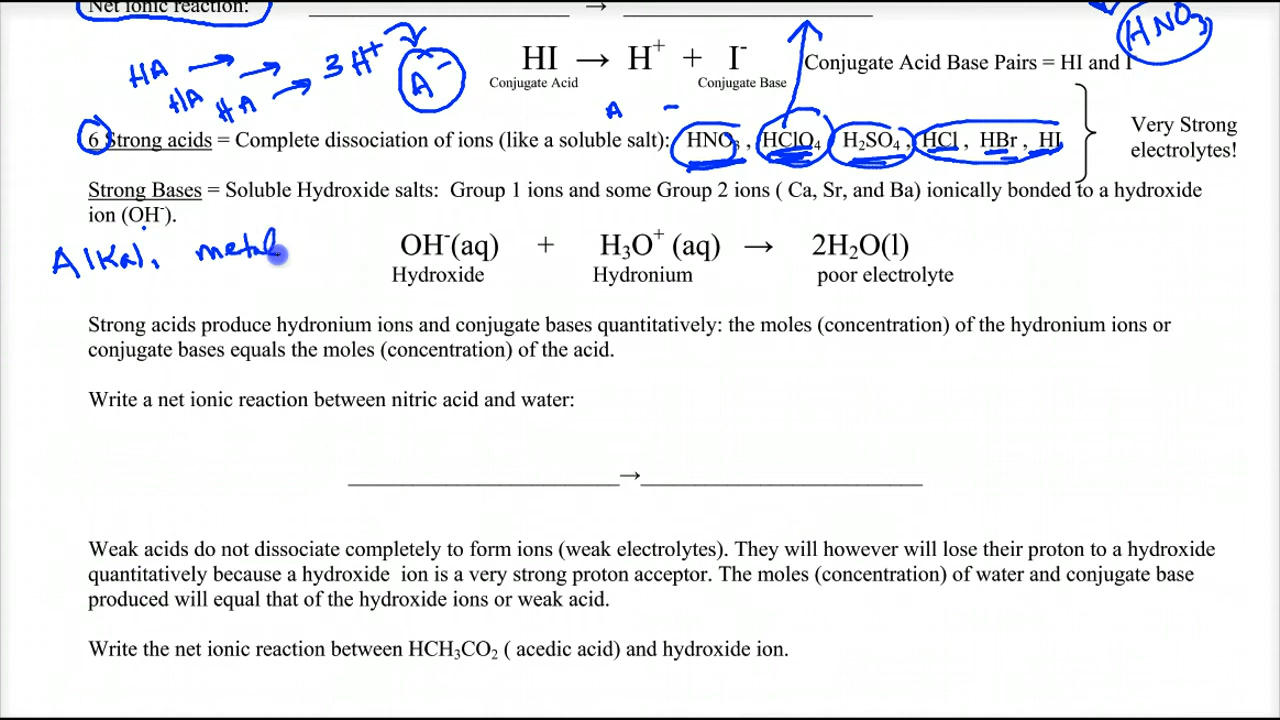 Net ionic reaction: →
HNO3
HA → → 3 H+
A-
HA HA
HI → H+ + I- Conjugate Acid Base Pairs = HI and I-
Conjugate Acid Conjugate Base
A -
6 Strong acids = Complete dissociation of ions (like a soluble salt): HNO3 , HClO4 , H2SO4 , HCl , HBr , HI
Very Strong
electrolytes!
Strong Bases = Soluble Hydroxide salts: Group 1 ions and some Group 2 ions ( Ca, Sr, and Ba) ionically bonded to a hydroxide
ion (OH-).
Alkali metal
OH-(aq) + H3O+ (aq) → 2H2O(l)
Hydroxide Hydronium poor electrolyte
Strong acids produce hydronium ions and conjugate bases quantitatively: the moles (concentration) of the hydronium ions or
conjugate bases equals the moles (concentration) of the acid.
Write a net ionic reaction between nitric acid and water:
→
Weak acids do not dissociate completely to form ions (weak electrolytes). They will however will lose their proton to a hydroxide
quantitatively because a hydroxide ion is a very strong proton acceptor. The moles (concentration) of water and conjugate base
produced will equal that of the hydroxide ions or weak acid.
Write the net ionic reaction between HCH3CO2 ( acedic acid) and hydroxide ion.